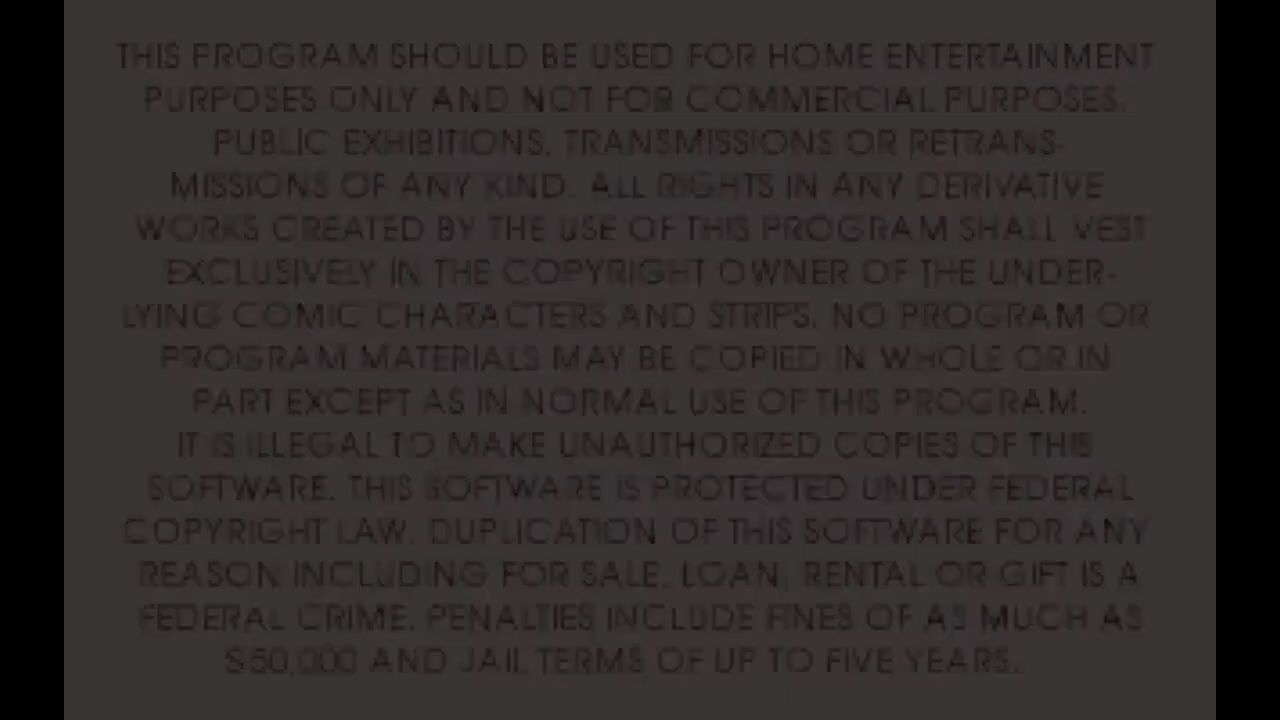 THIS PROGRAM SHOULD BE USED FOR HOME ENTERTAINMENT
PURPOSES ONLY AND NOT FOR COMMERCIAL PURPOSES,
PUBLIC EXHIBITIONS, TRANSMISSIONS OR RETRANS-
MISSIONS OF ANY KIND. ALL RIGHTS IN ANY DERIVATIVE
WORKS CREATED BY THE USE OF THIS PROGRAM SHALL VEST
EXCLUSIVELY IN THE COPYRIGHT OWNER OF THE UNDER-
LYING COMIC CHARACTERS AND STRIPS. NO PROGRAM OR
PROGRAM MATERIALS MAY BE COPIED IN WHOLE OR IN
PART EXCEPT AS IN NORMAL USE OF THIS PROGRAM.
IT IS ILLEGAL TO MAKE UNAUTHORIZED COPIES OF THIS
SOFTWARE. THIS SOFTWARE IS PROTECTED UNDER FEDERAL
COPYRIGHT LAW. DUPLICATION OF THIS SOFTWARE FOR ANY
REASON INCLUDING FOR SALE, LOAN, RENTAL OR GIFT IS A
FEDERAL CRIME. PENALTIES INCLUDE FINES OF AS MUCH AS
$50,000 AND JAIL TERMS OF UP TO FIVE YEARS.